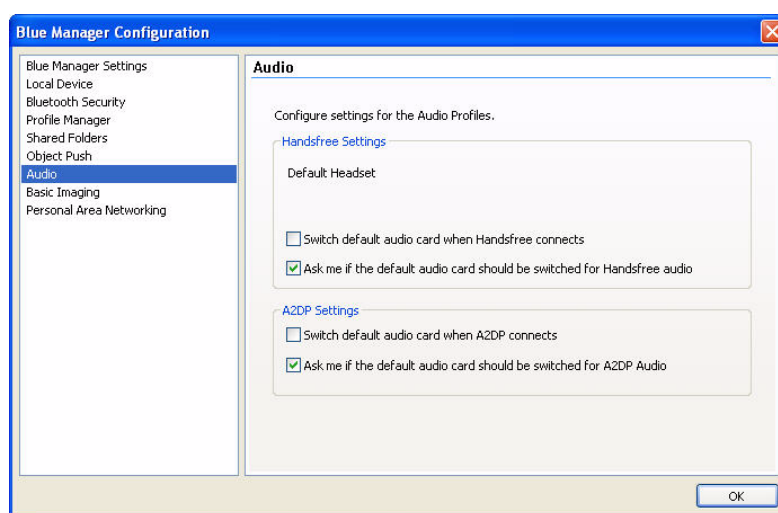 Blue Manager Configuration
Blue Manager Settings
Local Device
Bluetooth Security
Profile Manager
Shared Folders
Object Push
Audio
Basic Imaging
Personal Area Networking
Audio
Configure settings for the Audio Profiles.
Handsfree Settings
Default Headset
Switch default audio card when Handsfree connects
Ask me if the default audio card should be switched for Handsfree audio
A2DP Settings
Switch default audio card when A2DP connects
Ask me if the default audio card should be switched for A2DP Audio
OK